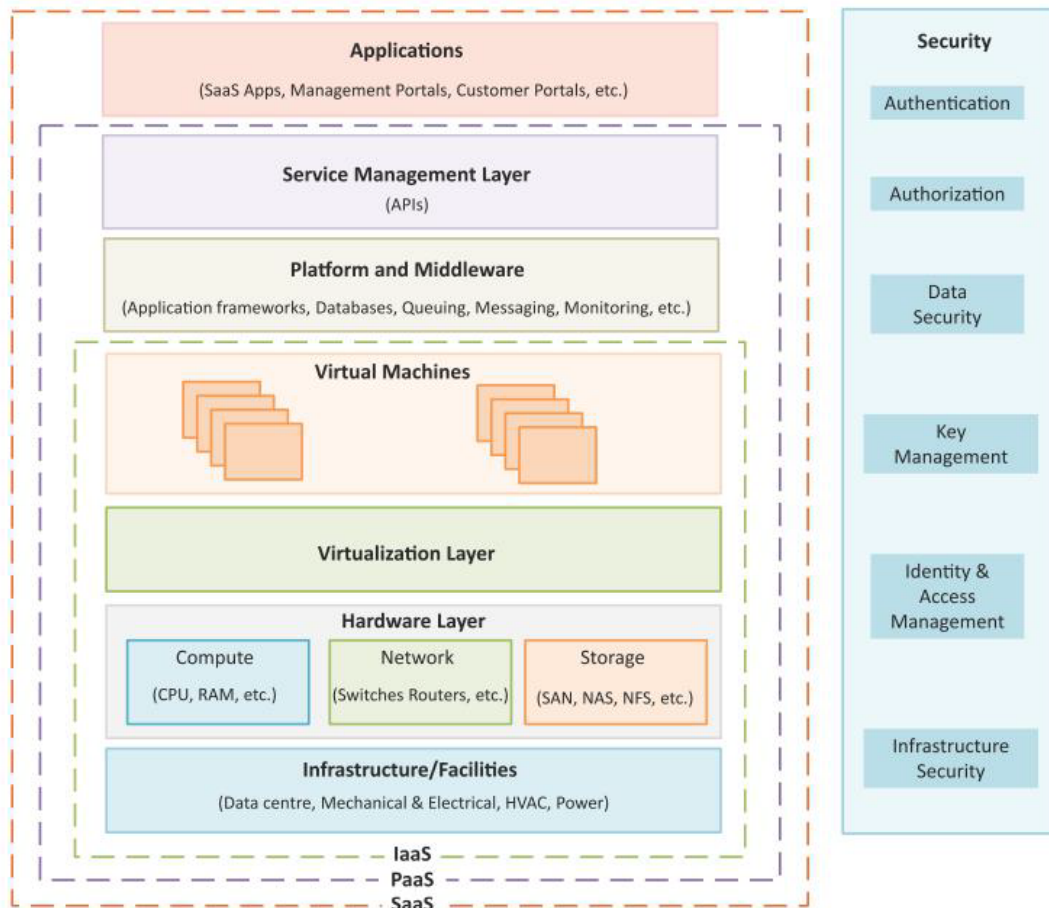 Applications
(SaaS Apps, Management Portals, Customer Portals, etc.)
Service Management Layer
(APIs)
Platform and Middleware
(Application frameworks, Databases, Queuing, Messaging, Monitoring, etc.)
Virtual Machines
Virtualization Layer
Hardware Layer
Compute
(CPU, RAM, etc.)
Network
(Switches Routers, etc.)
Storage
(SAN, NAS, NFS, etc.)
Infrastructure/Facilities
(Data centre, Mechanical & Electrical, HVAC, Power)
IaaS
PaaS
SaaS
Security
Authentication
Authorization
Data
Security
Key
Management
Identity &
Access
Management
Infrastructure
Security